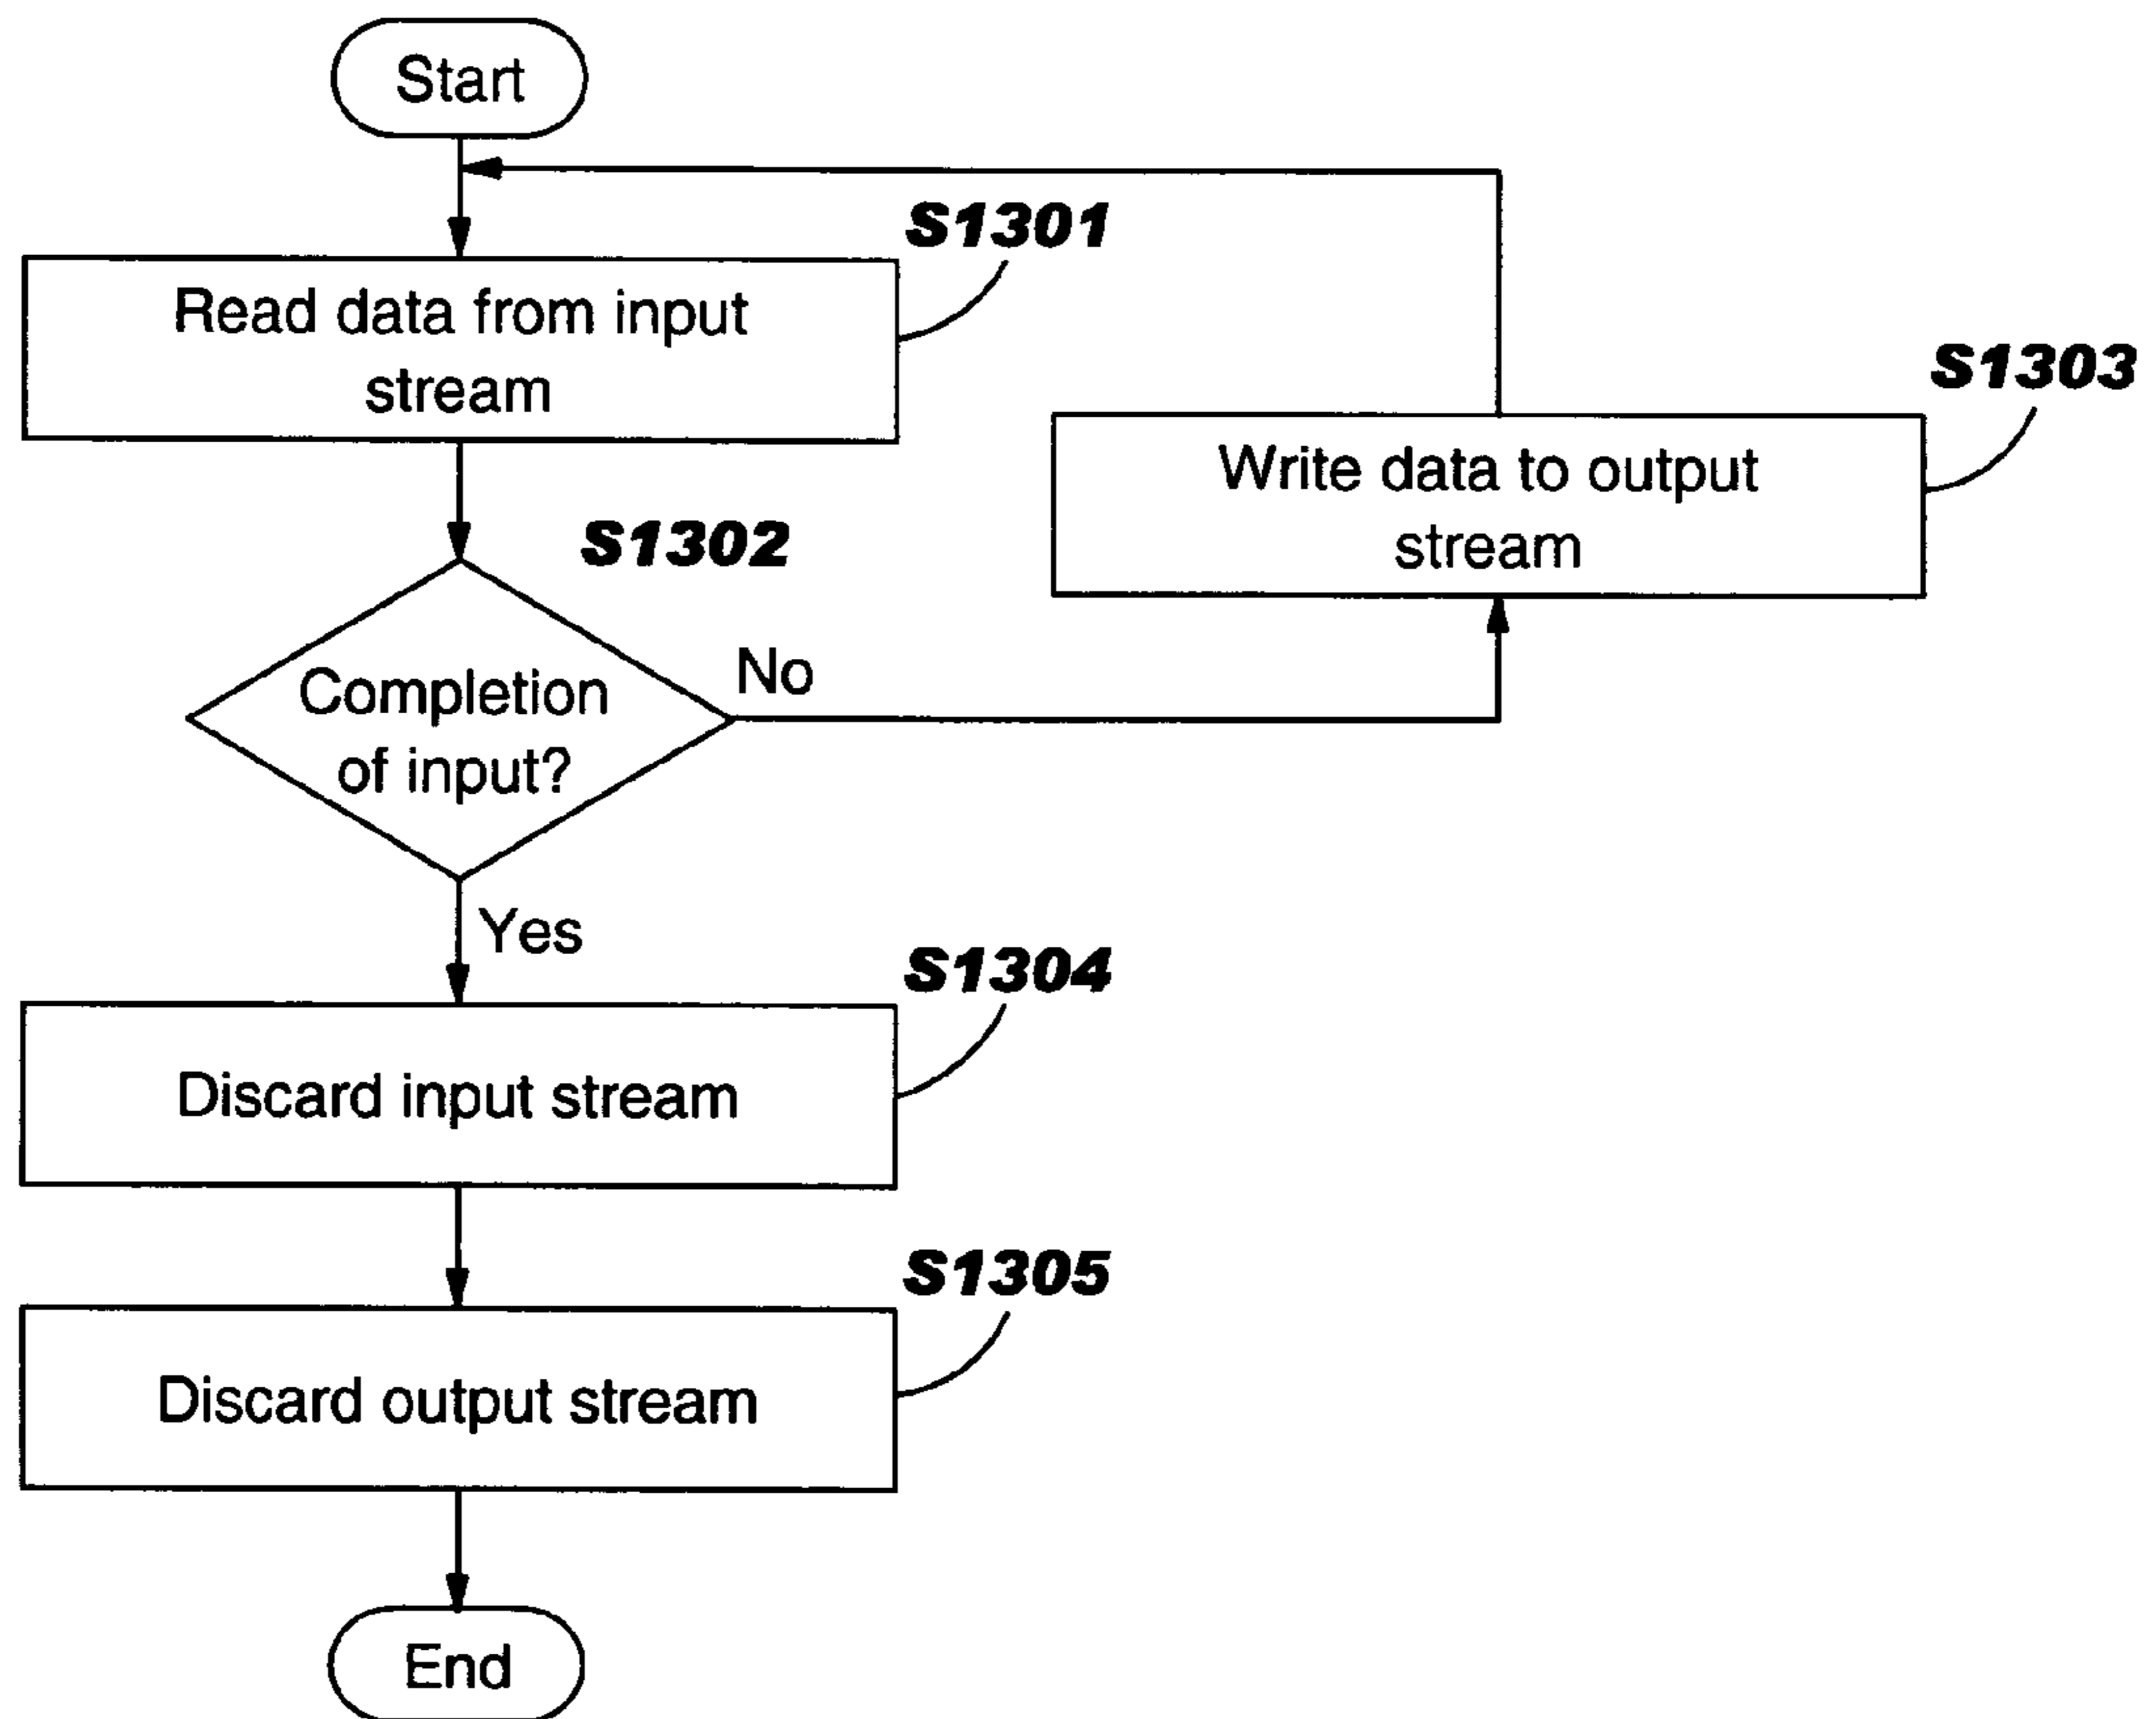 Start
S1301
Read data from input
stream
S1303
Write data to output
stream
S1302
Completion
of input?
No
Yes
S1304
Discard input stream
S1305
Discard output stream
End